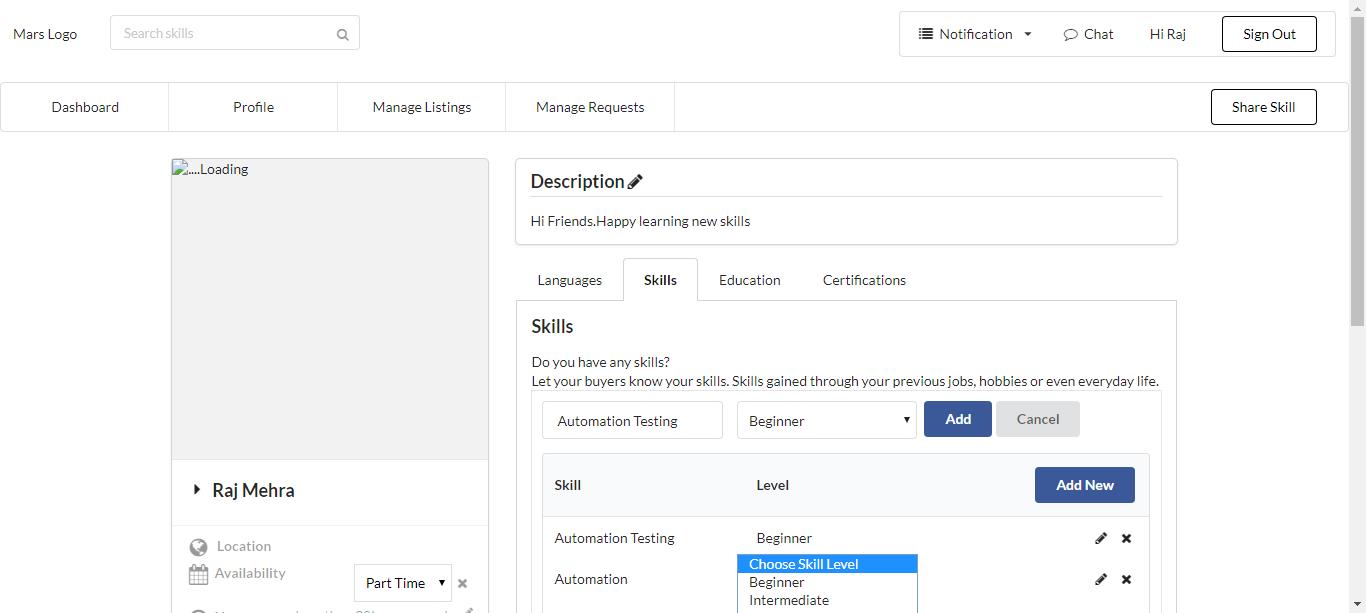 Mars Logo
Search skills
Notification
Chat
Hi Raj
Sign Out
Dashboard
Profile
Manage Listings
Manage Requests
Share Skill
....Loading
Description
Hi Friends.Happy learning new skills
Languages
Skills
Education
Certifications
Skills
Do you have any skills?
Let your buyers know your skills. Skills gained through your previous jobs, hobbies or even everyday life.
Automation Testing
Beginner
Add
Cancel
Skill
Level
Add New
Automation Testing
Beginner
Automation
Choose Skill Level
Beginner
Intermediate
Raj Mehra
Location
Availability
Part Time